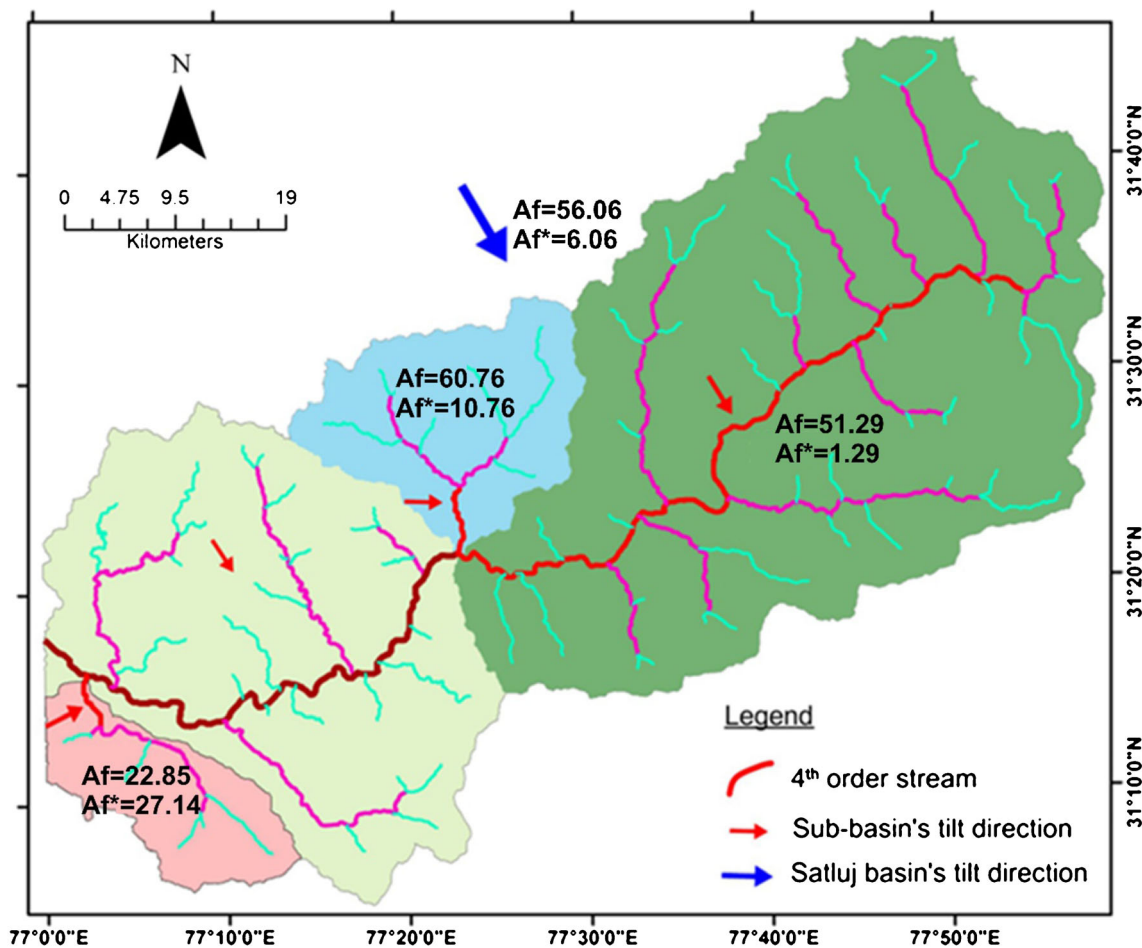 N
0 4.75 9.5 19
Kilometers
Af=56.06
Af*=6.06
Af=60.76
Af*=10.76
Af=51.29
Af*=1.29
Af=22.85
Af*=27.14
Legend
4th order stream
Sub-basin's tilt direction
Satluj basin's tilt direction
31°40'0"N
31°30'0"N
31°20'0"N
31°10'0"N
77°0'0"E 77°10'0"E 77°20'0"E 77°30'0"E 77°40'0"E 77°50'0"E